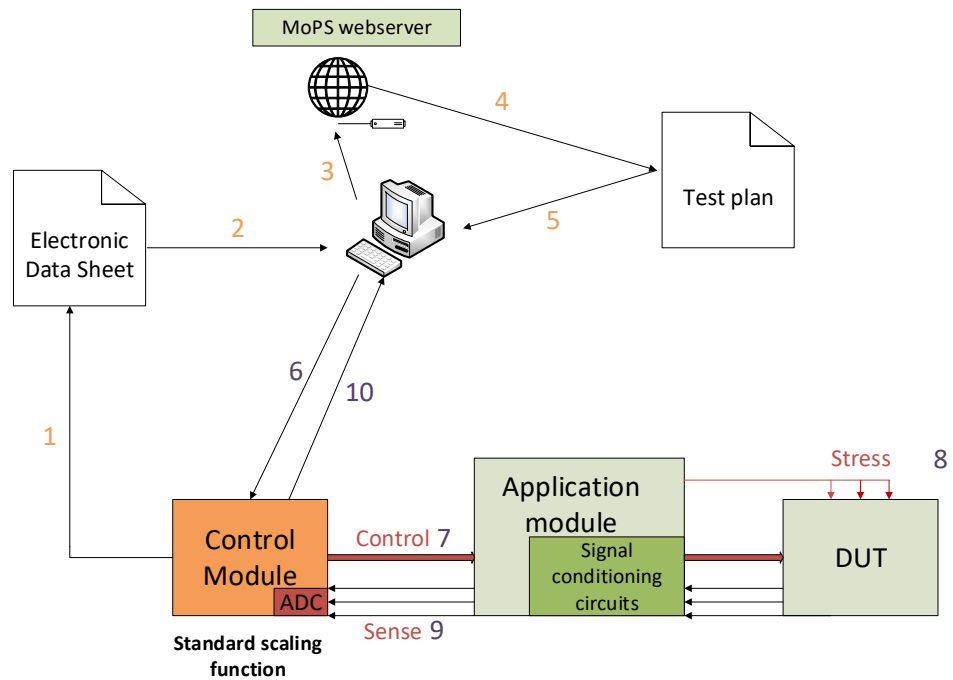 MoPS webserver
4
3
Test plan
5
2
Electronic
Data Sheet
6
10
1
Stress 8
Application
module
Control
Module
Control 7
Signal
conditioning
circuits
DUT
ADC
Sense 9
Standard scaling
function